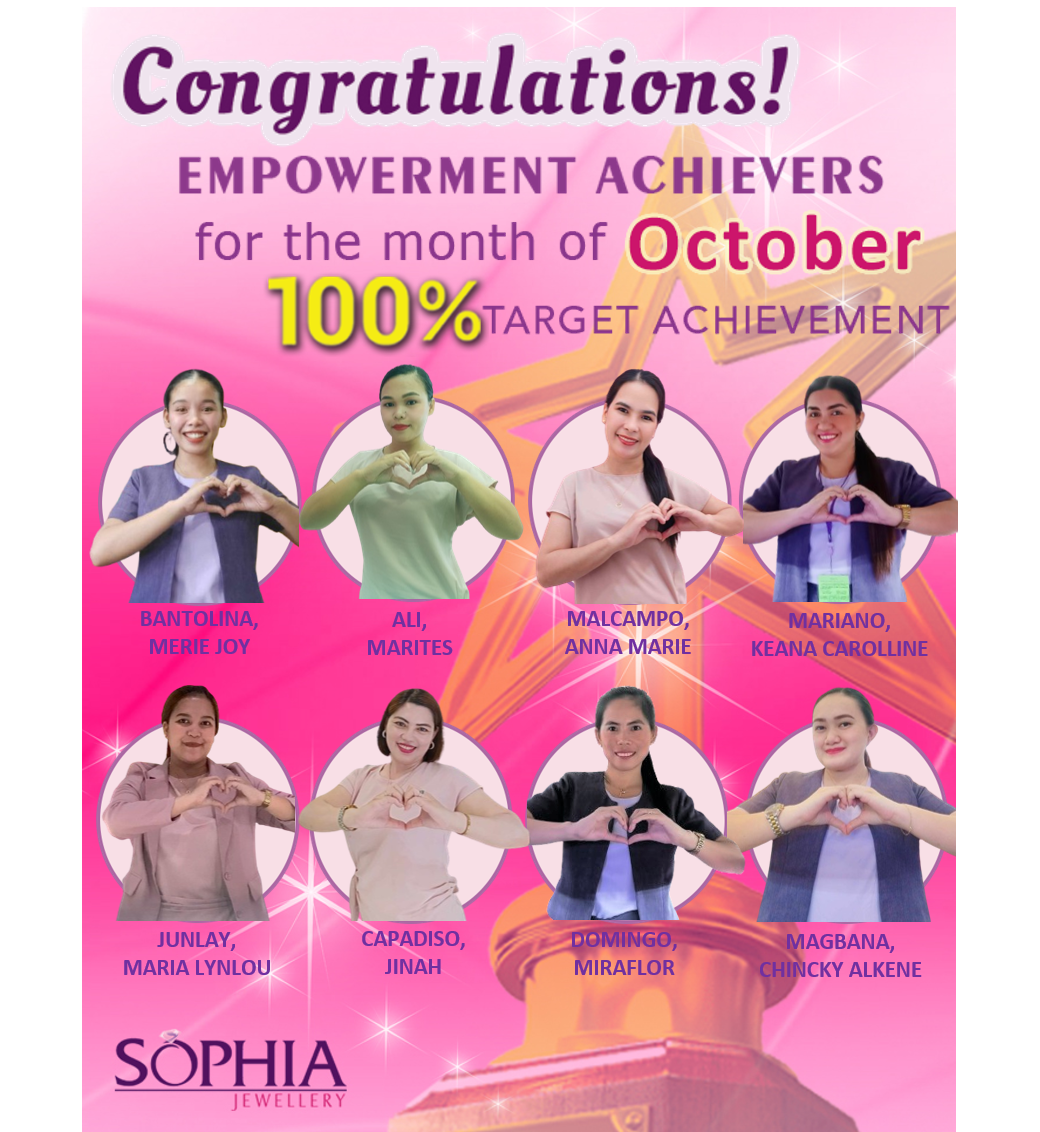 Congratulations!
EMPOWERMENT ACHIEVERS
for the month of October
100% TARGET ACHIEVEMENT
BANTOLINA,
MERIE JOY
ALI,
MARITES
MALCAMPO,
ANNA MARIE
MARIANO,
KEANA CAROLLINE
JUNLAY,
MARIA LYNLOU
CAPADISO,
JINAH
DOMINGO,
MIRAFLOR
MAGBANA,
CHINCKY ALKENE
SOPHIA
JEWELLERY